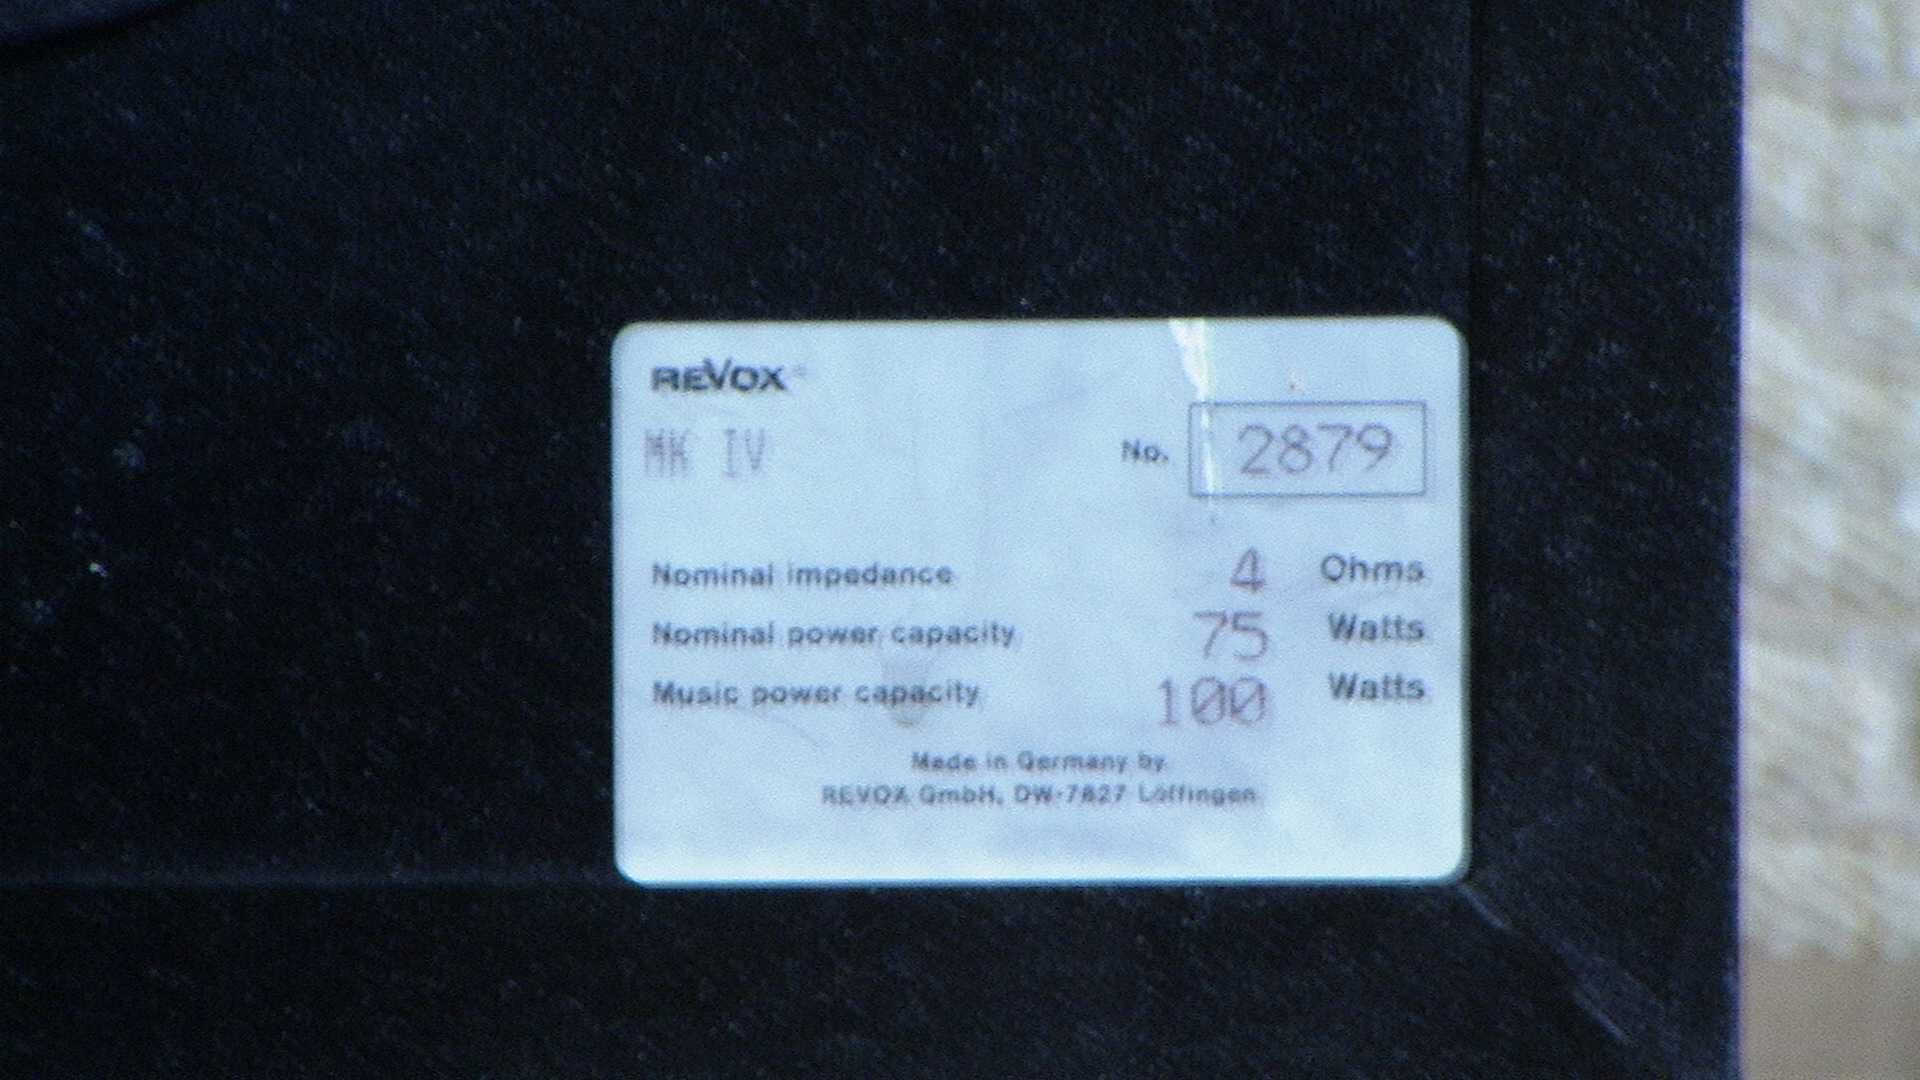 REVOX
MK IV
No. 2879
Nominal impedance 4 Ohms
Nominal power capacity 75 Watts
Music power capacity 100 Watts
Made in Germany by
REVOX GmbH, DW-7827 Löffingen